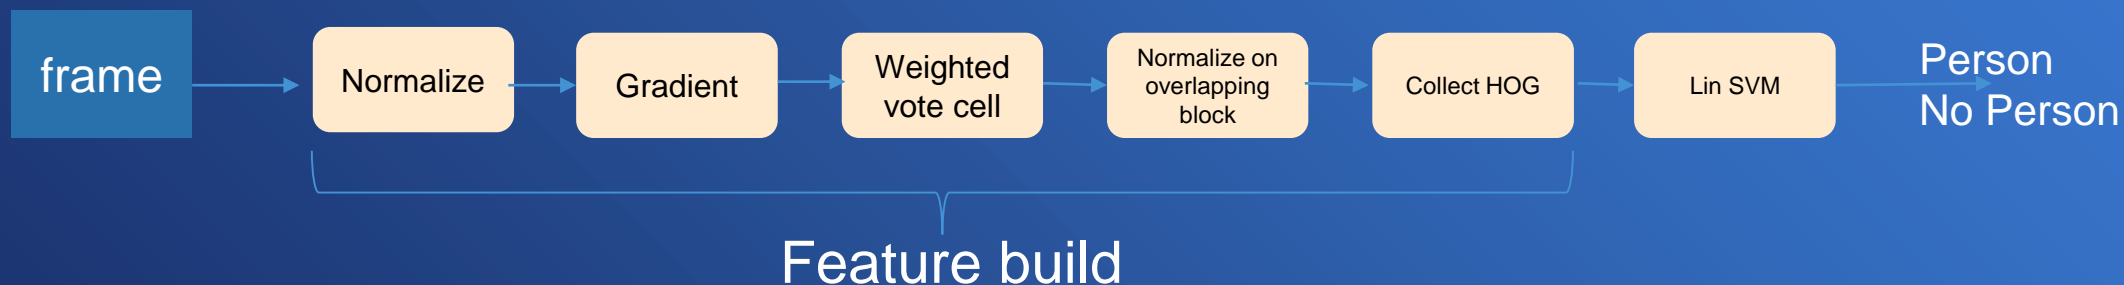 frame
Normalize
Gradient
Weighted
vote cell
Normalize on
overlapping
block
Collect HOG
Lin SVM
Person
No Person
Feature build